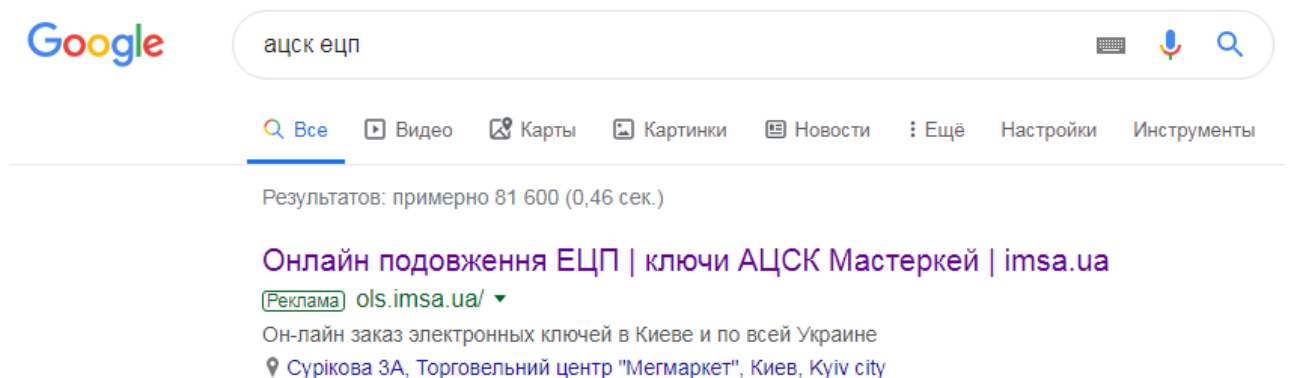 Google
ацск ецп
Все Видео Карты Картинки Новости Ещё Настройки Инструменты
Результатов: примерно 81 600 (0,46 сек.)
Онлайн подовження ЕЦП | ключи АЦСК Мастеркей | imsa.ua
Реклама ols.imsa.ua/
Он-лайн заказ электронных ключей в Киеве и по всей Украине
Сурікова 3А, Торговельний центр "Мегмаркет", Киев, Kyiv city